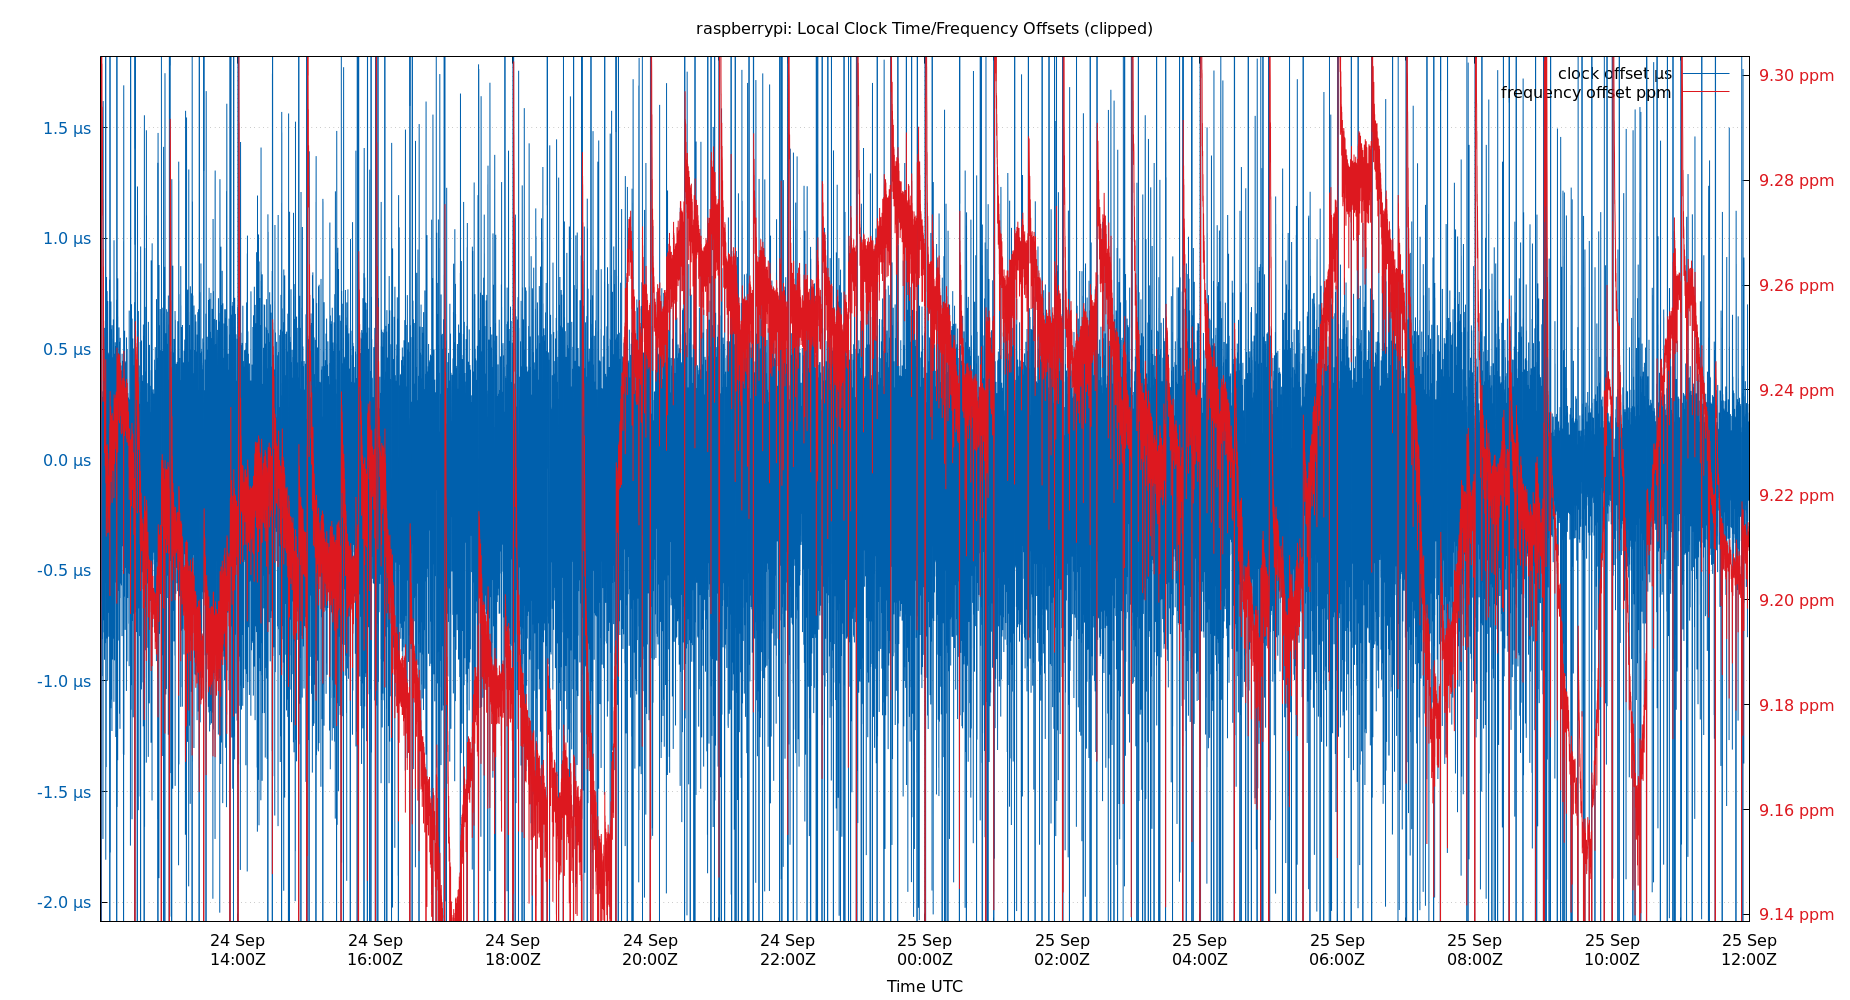 raspberrypi: Local Clock Time/Frequency Offsets (clipped)
clock offset µs
frequency offset ppm
1.5 µs
1.0 µs
0.5 µs
0.0 µs
-0.5 µs
-1.0 µs
-1.5 µs
-2.0 µs
9.30 ppm
9.28 ppm
9.26 ppm
9.24 ppm
9.22 ppm
9.20 ppm
9.18 ppm
9.16 ppm
9.14 ppm
24 Sep
14:00Z
24 Sep
16:00Z
24 Sep
18:00Z
24 Sep
20:00Z
24 Sep
22:00Z
25 Sep
00:00Z
25 Sep
02:00Z
25 Sep
04:00Z
25 Sep
06:00Z
25 Sep
08:00Z
25 Sep
10:00Z
25 Sep
12:00Z
Time UTC